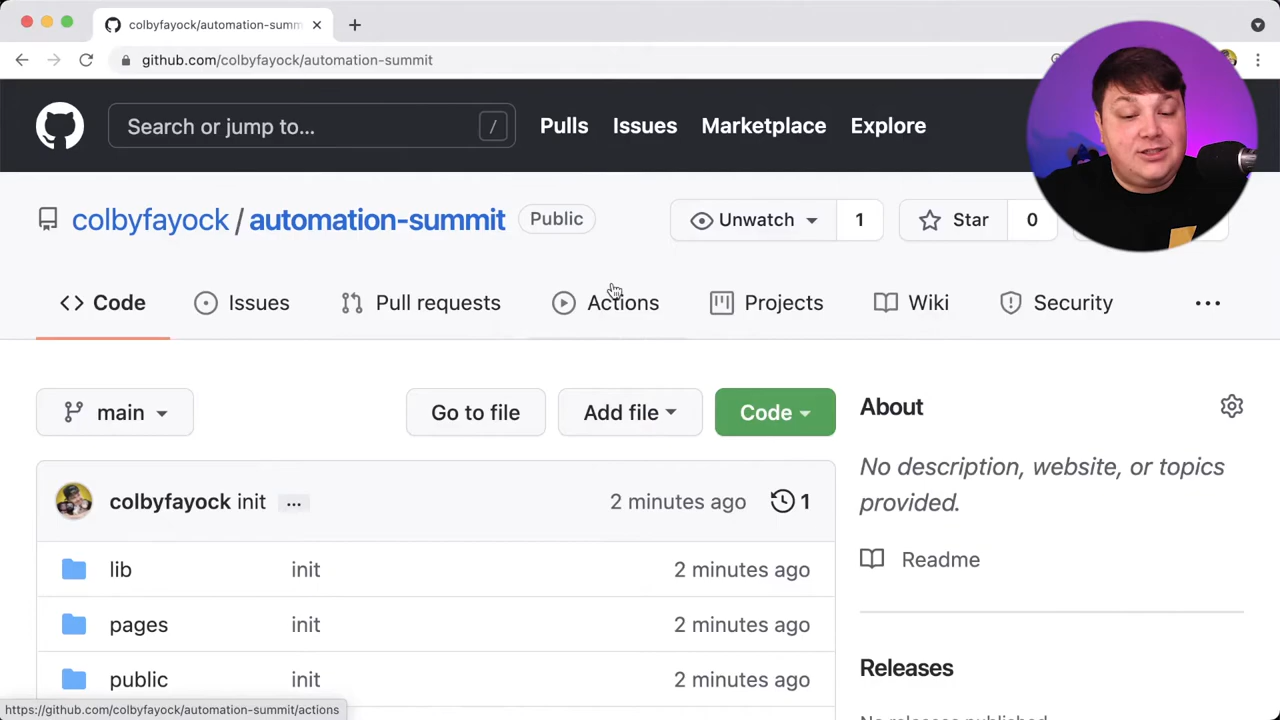 colbyfayock/automation-summ
github.com/colbyfayock/automation-summit
Search or jump to... /
Pulls Issues Marketplace Explore
colbyfayock / automation-summit Public
Unwatch 1 Star 0
Code Issues Pull requests Actions Projects Wiki Security
main Go to file Add file Code
About
No description, website, or topics
provided.
colbyfayock init ... 2 minutes ago 1
Readme
lib init 2 minutes ago
pages init 2 minutes ago
Releases
public init 2 minutes ago
https://github.com/colbyfayock/automation-summit/actions